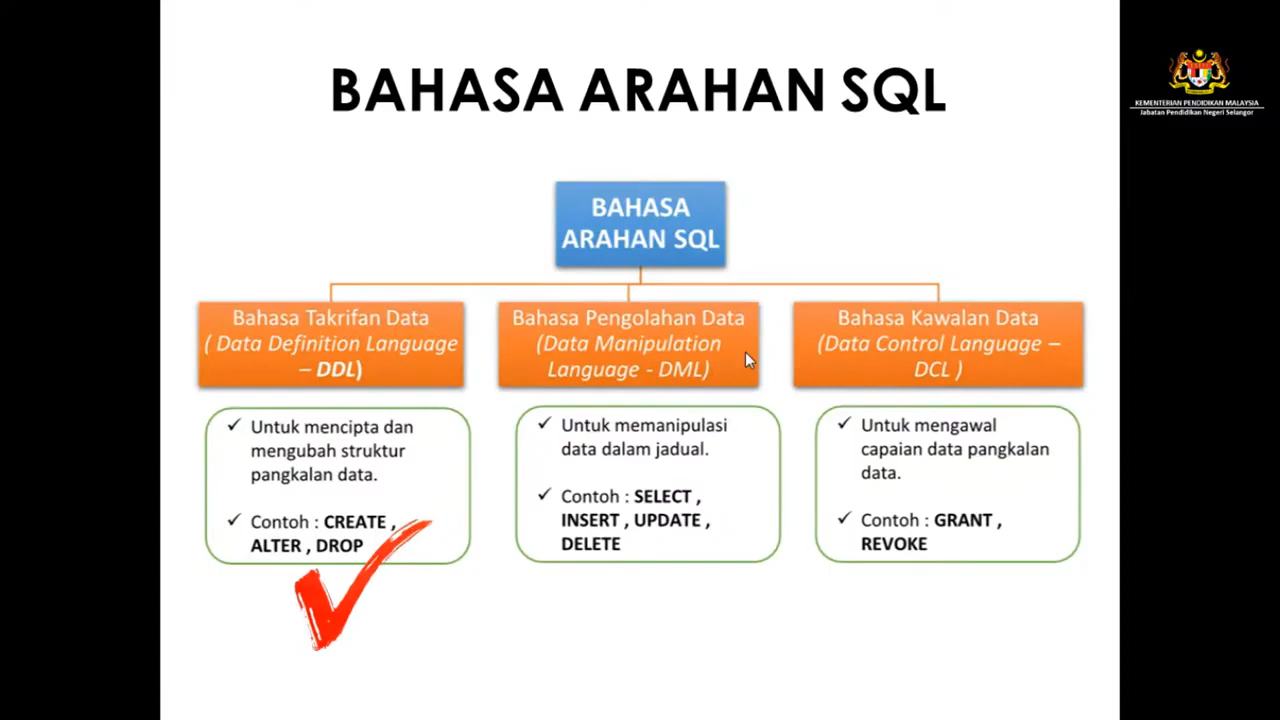 BAHASA ARAHAN SQL
KEMENTERIAN PENDIDIKAN MALAYSIA
Jabatan Pendidikan Negeri Selangor
BAHASA
ARAHAN SQL
Bahasa Takrifan Data
( Data Definition Language
– DDL)
Bahasa Pengolahan Data
(Data Manipulation
Language - DML)
Bahasa Kawalan Data
(Data Control Language –
DCL )
✓ Untuk mencipta dan
mengubah struktur
pangkalan data.
✓ Contoh : CREATE ,
ALTER , DROP
✓ Untuk memanipulasi
data dalam jadual.
✓ Contoh : SELECT ,
INSERT , UPDATE ,
DELETE
✓ Untuk mengawal
capaian data pangkalan
data.
✓ Contoh : GRANT ,
REVOKE